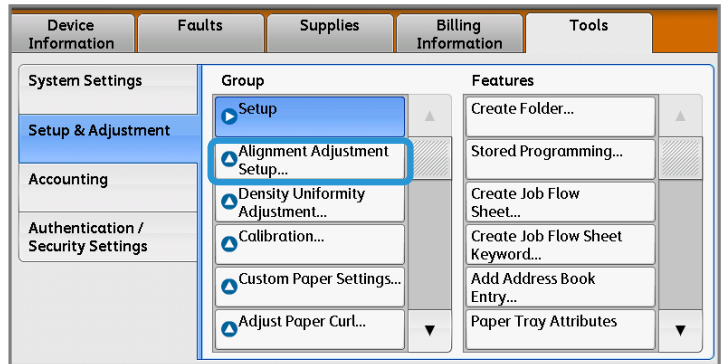 Device Information
Faults
Supplies
Billing Information
Tools
System Settings
Setup & Adjustment
Accounting
Authentication /
Security Settings
Group
Setup
Alignment Adjustment
Setup...
Density Uniformity
Adjustment...
Calibration...
Custom Paper Settings...
Adjust Paper Curl...
Features
Create Folder...
Stored Programming...
Create Job Flow
Sheet...
Create Job Flow Sheet
Keyword...
Add Address Book
Entry...
Paper Tray Attributes